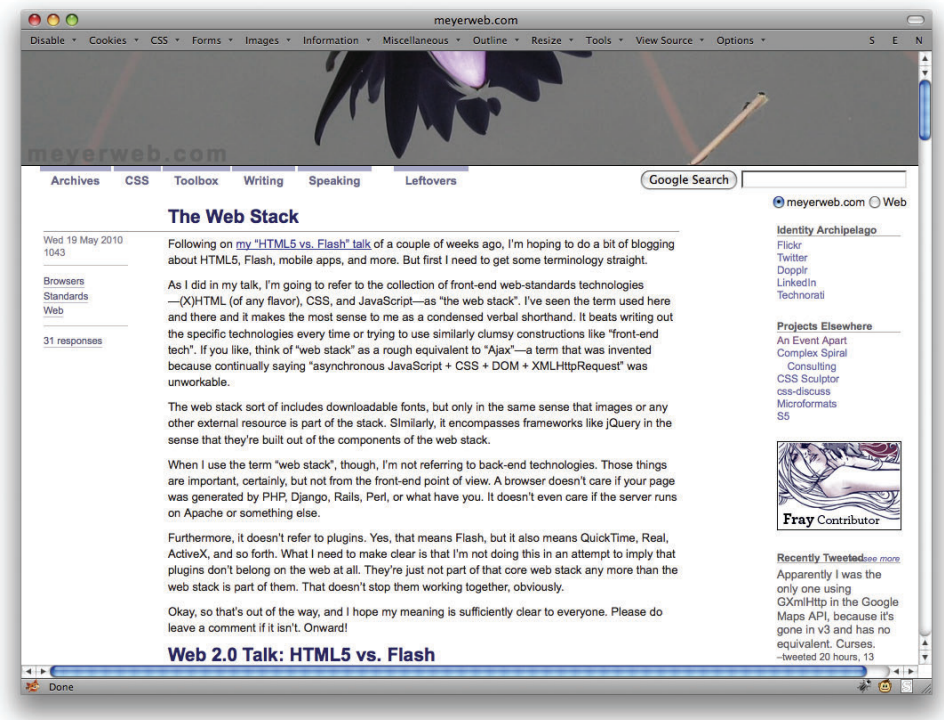 meyerweb.com
Disable Cookies CSS Forms Images Information Miscellaneous Outline Resize Tools View Source Options S E N
meyerweb.com
Archives CSS Toolbox Writing Speaking Leftovers
Google Search
meyerweb.com Web
The Web Stack
Wed 19 May 2010
1043
Browsers
Standards
Web
31 responses
Following on my “HTML5 vs. Flash” talk of a couple of weeks ago, I’m hoping to do a bit of blogging
about HTML5, Flash, mobile apps, and more. But first I need to get some terminology straight.
As I did in my talk, I’m going to refer to the collection of front-end web-standards technologies
—(X)HTML (of any flavor), CSS, and JavaScript—as “the web stack”. I’ve seen the term used here
and there and it makes the most sense to me as a condensed verbal shorthand. It beats writing out
the specific technologies every time or trying to use similarly clumsy constructions like “front-end
tech”. If you like, think of “web stack” as a rough equivalent to “Ajax”—a term that was invented
because continually saying “asynchronous JavaScript + CSS + DOM + XMLHttpRequest” was
unworkable.
The web stack sort of includes downloadable fonts, but only in the same sense that images or any
other external resource is part of the stack. SImilarly, it encompasses frameworks like jQuery in the
sense that they’re built out of the components of the web stack.
When I use the term “web stack”, though, I’m not referring to back-end technologies. Those things
are important, certainly, but not from the front-end point of view. A browser doesn’t care if your page
was generated by PHP, Django, Rails, Perl, or what have you. It doesn’t even care if the server runs
on Apache or something else.
Furthermore, it doesn’t refer to plugins. Yes, that means Flash, but it also means QuickTime, Real,
ActiveX, and so forth. What I need to make clear is that I’m not doing this in an attempt to imply that
plugins don’t belong on the web at all. They’re just not part of that core web stack any more than the
web stack is part of them. That doesn’t stop them working together, obviously.
Okay, so that’s out of the way, and I hope my meaning is sufficiently clear to everyone. Please do
leave a comment if it isn’t. Onward!
Web 2.0 Talk: HTML5 vs. Flash
Identity Archipelago
Flickr
Twitter
Dopplr
LinkedIn
Technorati
Projects Elsewhere
An Event Apart
Complex Spiral
Consulting
CSS Sculptor
css-discuss
Microformats
S5
Fray Contributor
Recently Tweeted see more
Apparently I was the
only one using
GXmlHttp in the Google
Maps API, because it's
gone in v3 and has no
equivalent. Curses.
–tweeted 20 hours, 13
Done